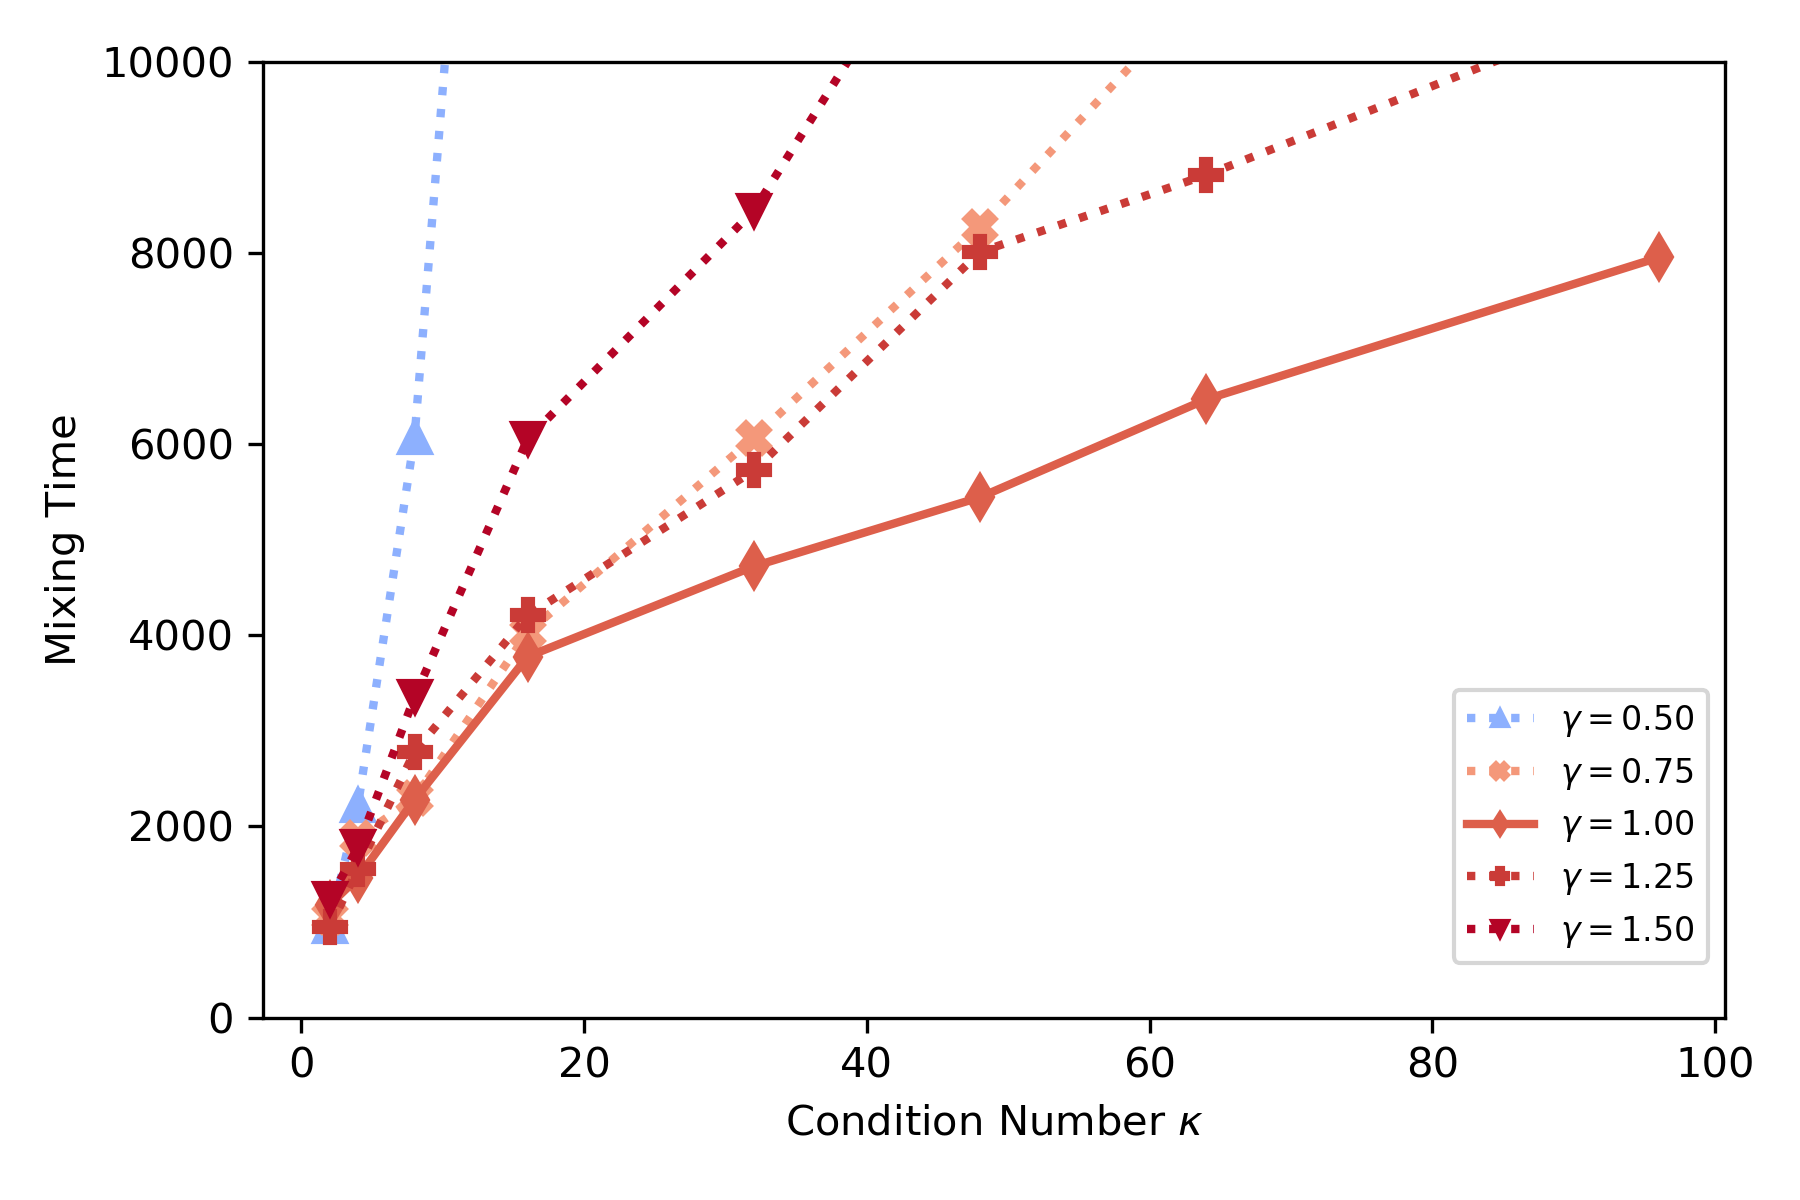 10000
8000
6000
4000
2000
0
Mixing Time
0 20 40 60 80 100
Condition Number κ
γ = 0.50
γ = 0.75
γ = 1.00
γ = 1.25
γ = 1.50